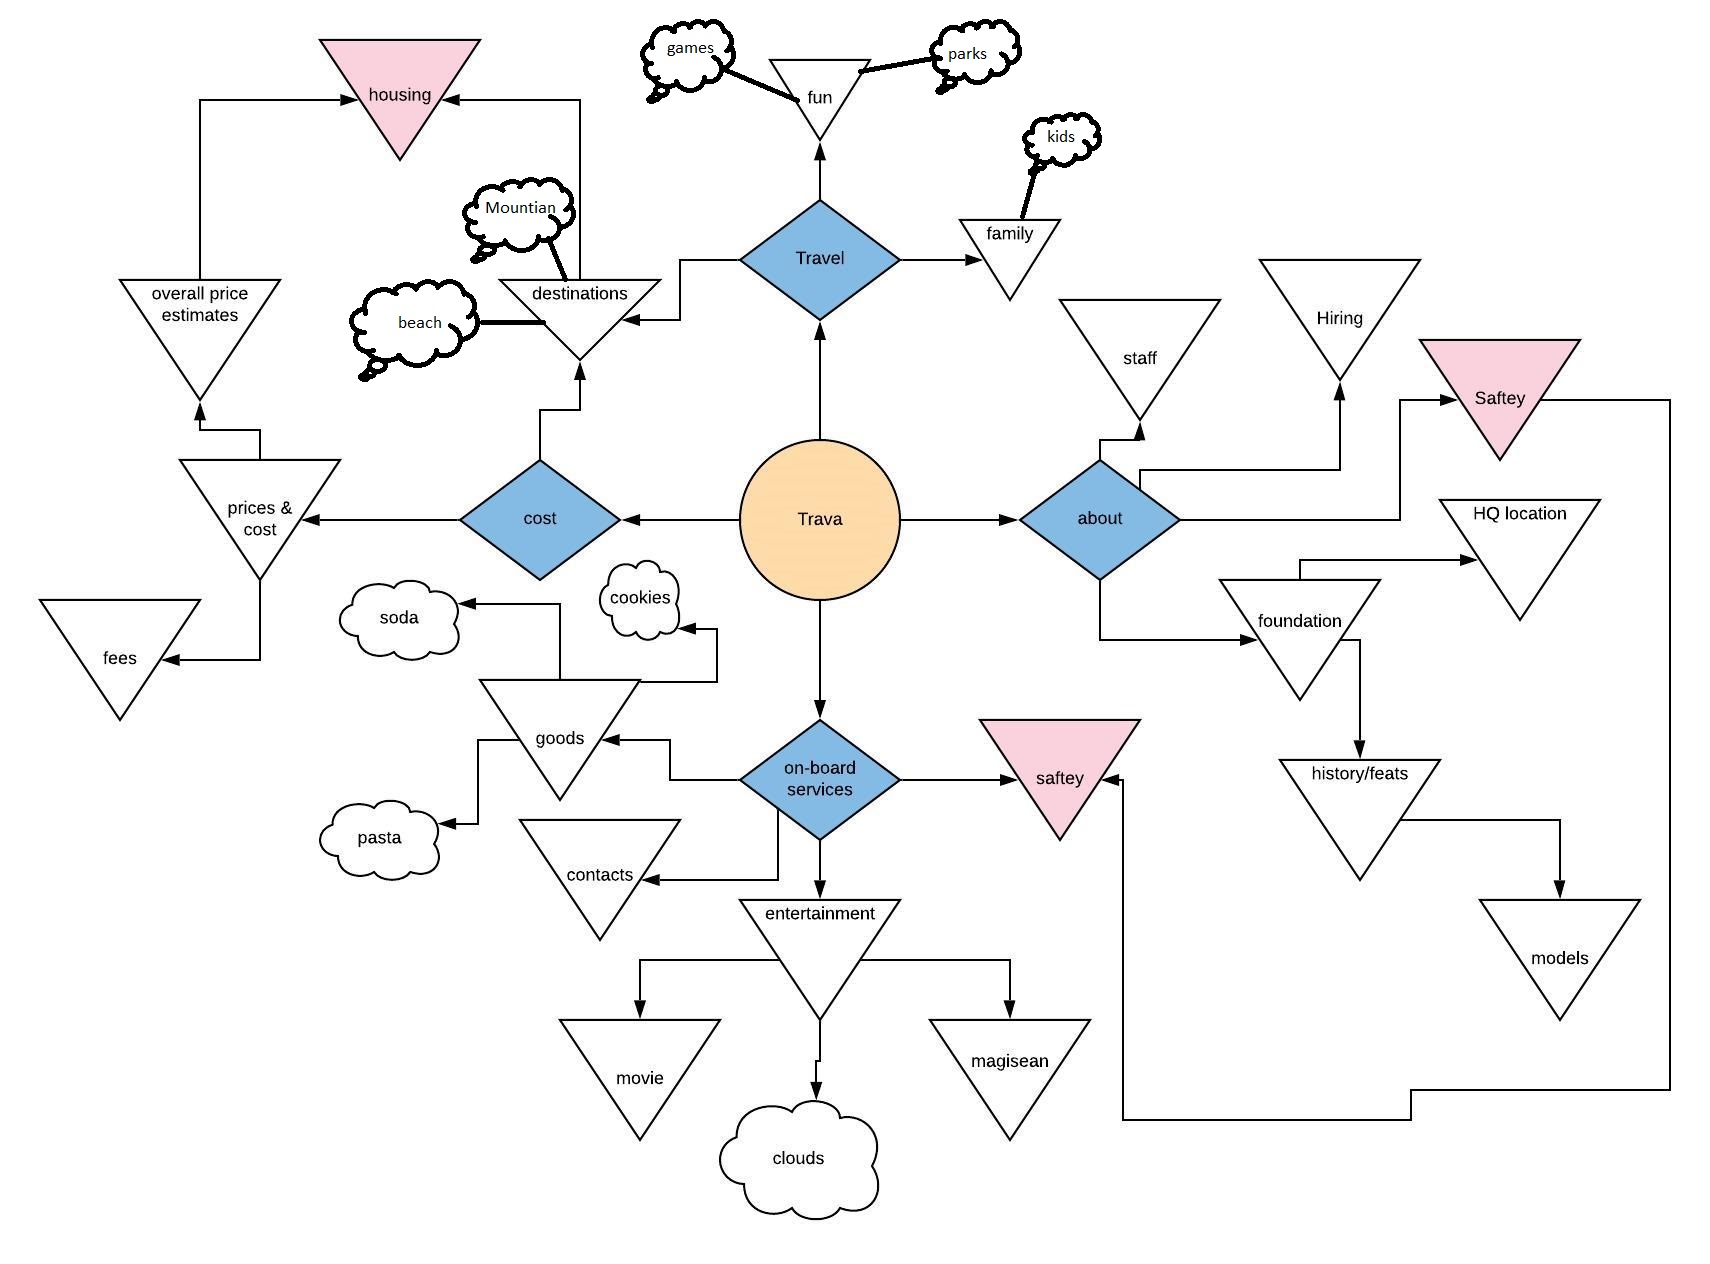 games
parks
housing
fun
kids
Mountian
family
Travel
overall price
estimates
destinations
beach
Hiring
staff
Saftey
prices &
cost
cost
Trava
about
HQ location
cookies
soda
foundation
fees
goods
on-board
services
saftey
history/feats
pasta
contacts
entertainment
models
movie
magisean
clouds